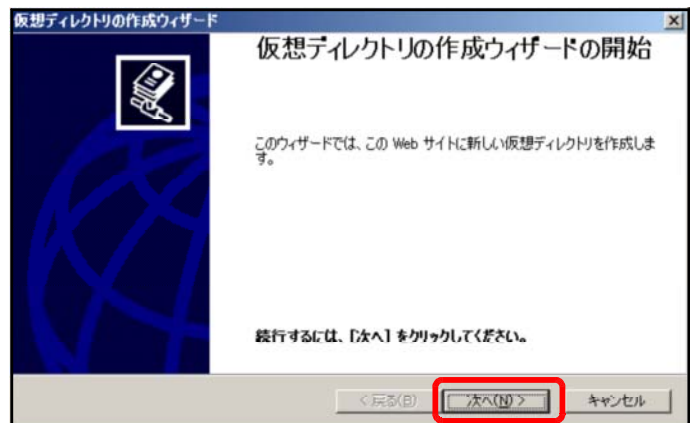 仮想ディレクトリの作成ウィザード
仮想ディレクトリの作成ウィザードの開始
このウィザードでは、この Web サイトに新しい仮想ディレクトリを作成しま
す。
続行するには、[次へ] をクリックしてください。
< 戻る(B)
次へ(N) >
キャンセル